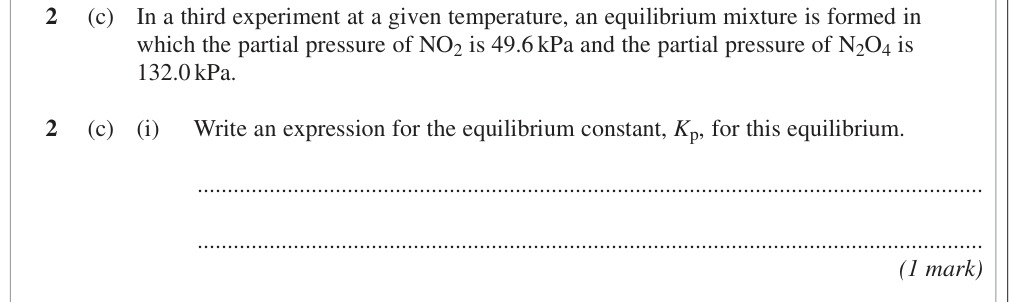 2 (c) In a third experiment at a given temperature, an equilibrium mixture is formed in
which the partial pressure of NO₂ is 49.6 kPa and the partial pressure of N₂O₄ is
132.0 kPa.
2 (c) (i) Write an expression for the equilibrium constant, Kₚ, for this equilibrium.
(1 mark)